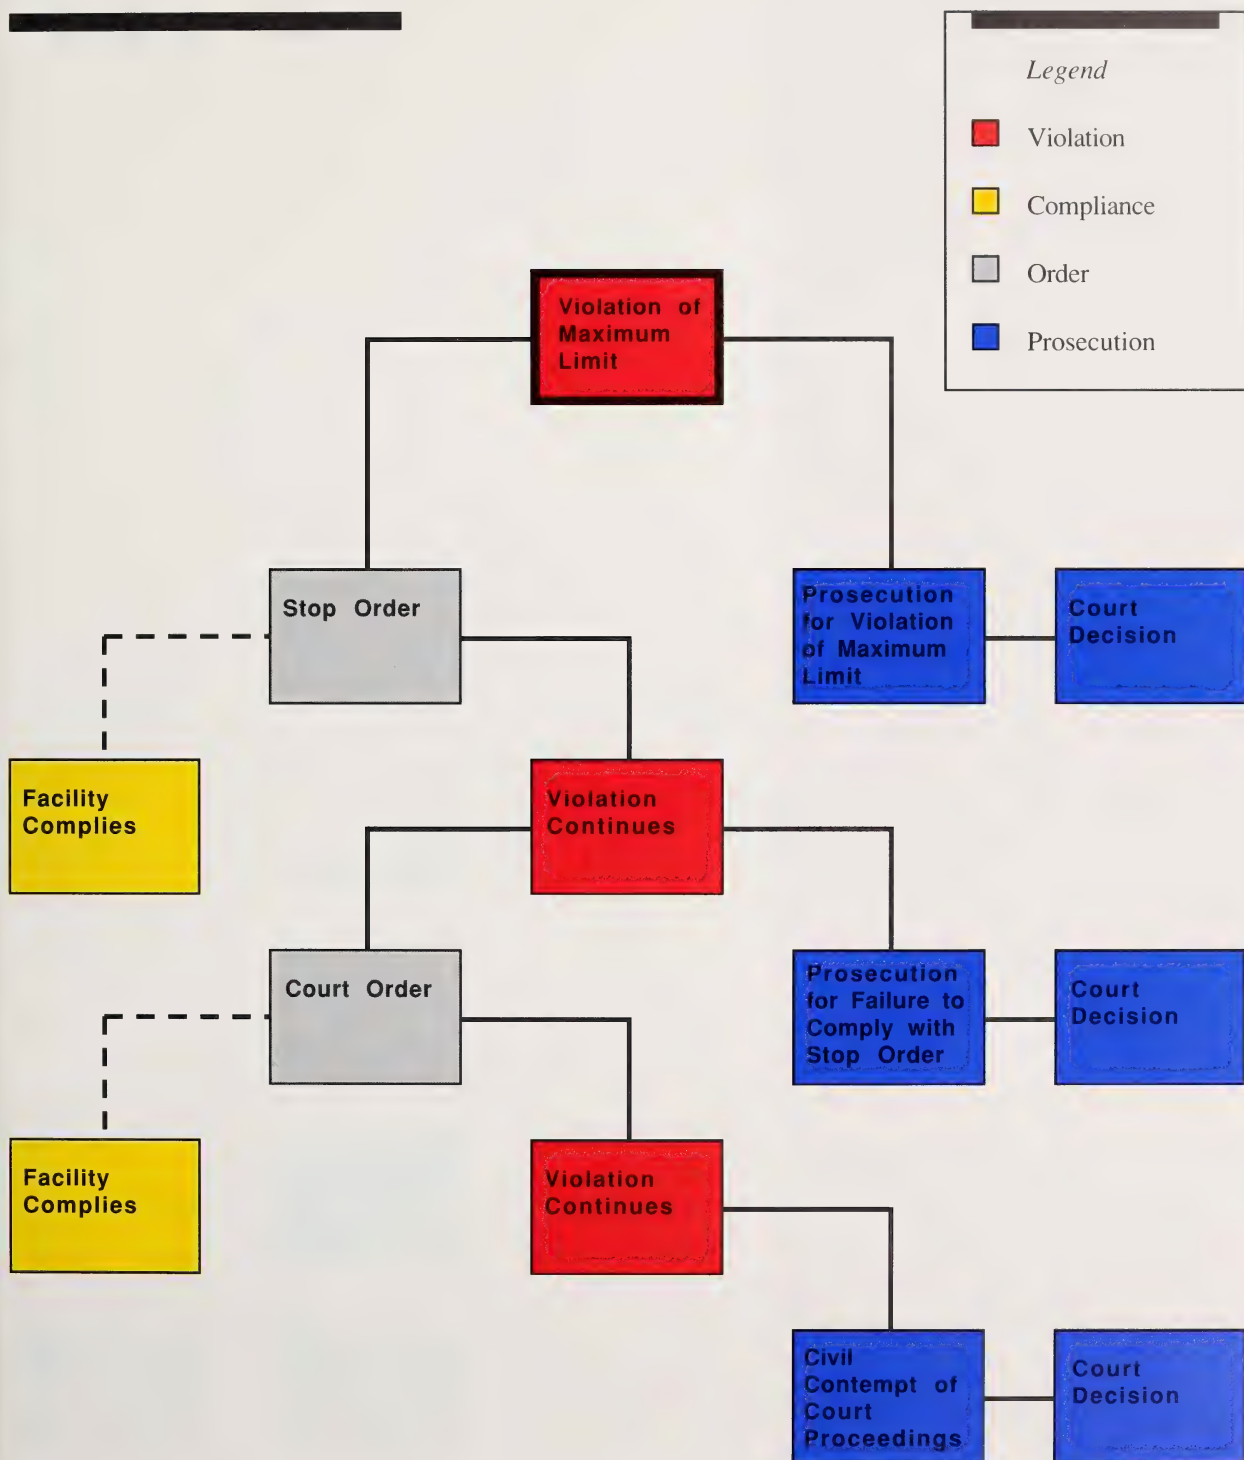 Legend
Violation
Compliance
Order
Prosecution
Violation of
Maximum
Limit
Stop Order
Prosecution
for Violation
of Maximum
Limit
Court
Decision
Facility
Complies
Violation
Continues
Court Order
Prosecution
for Failure to
Comply with
Stop Order
Court
Decision
Facility
Complies
Violation
Continues
Civil
Contempt of
Court
Proceedings
Court
Decision